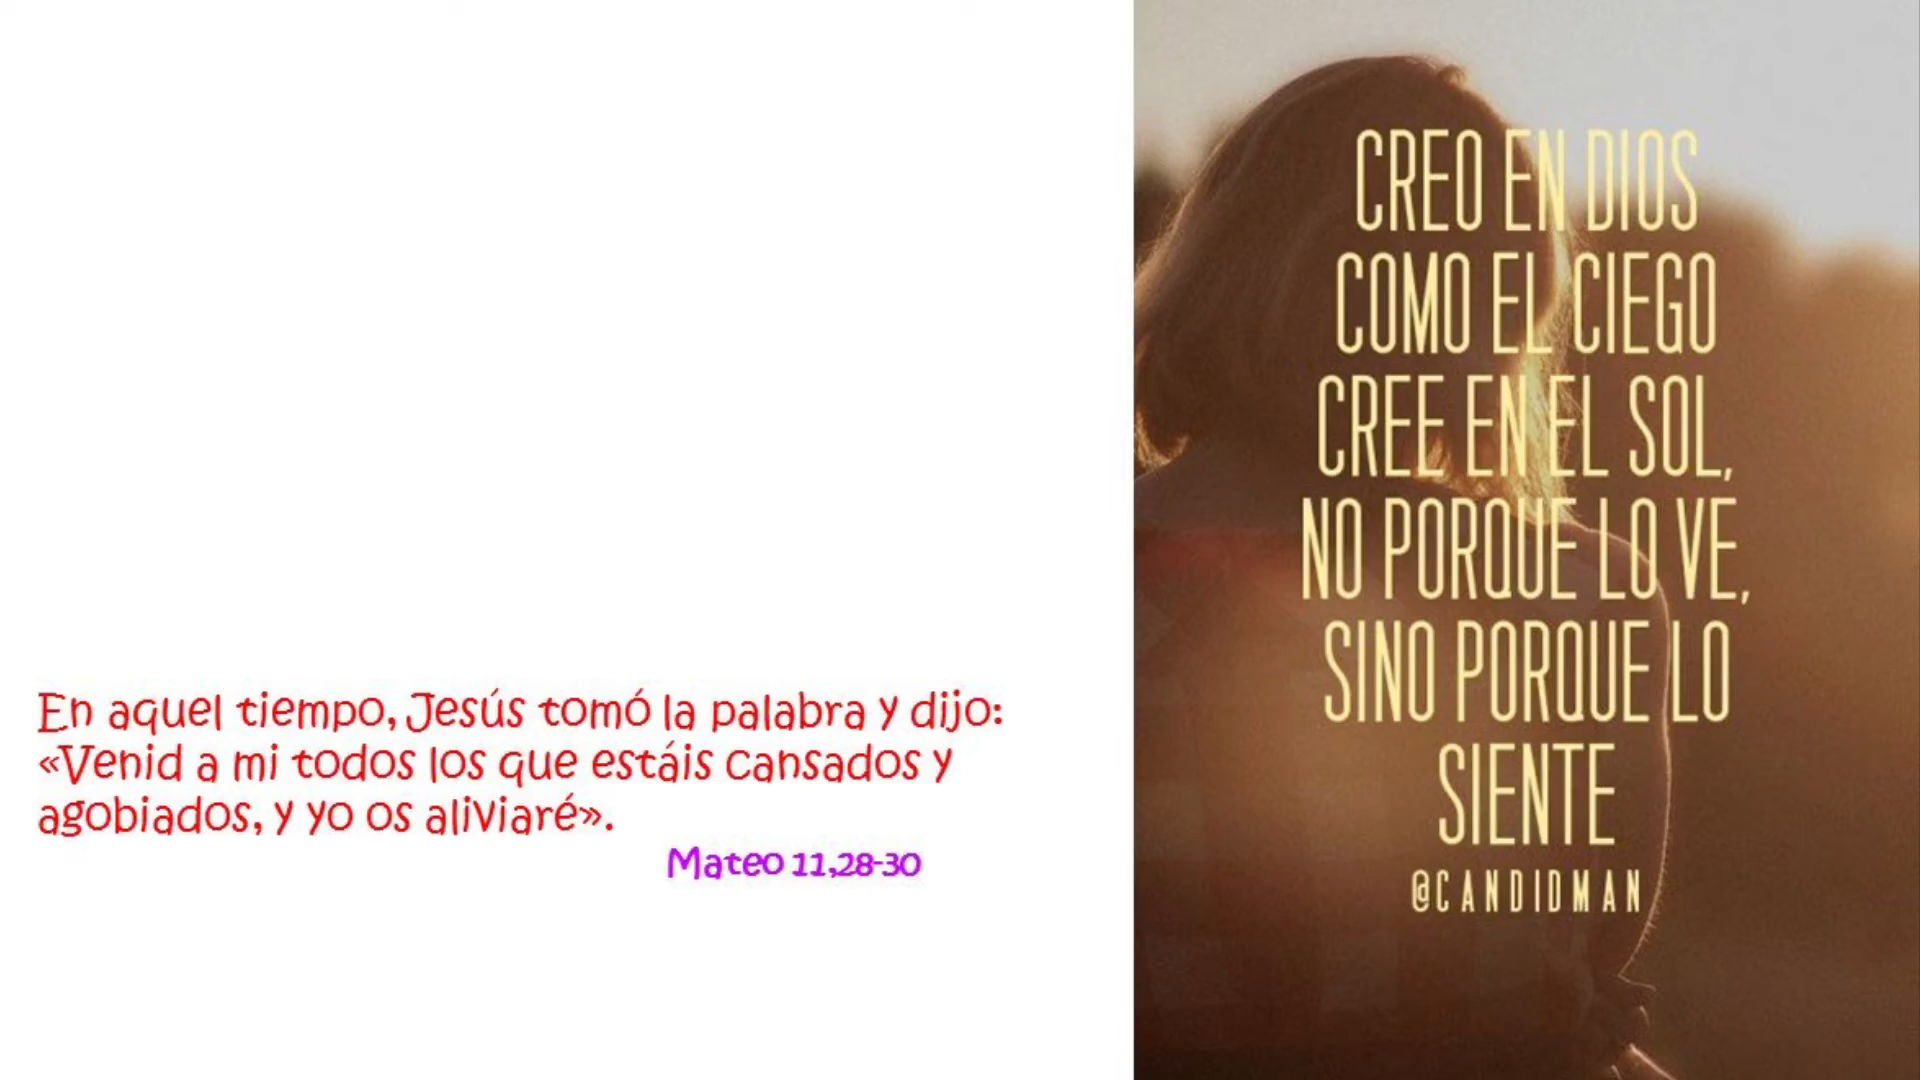 En aquel tiempo, Jesús tomó la palabra y dijo:
«Venid a mi todos los que estáis cansados y
agobiados, y yo os aliviaré».
Mateo 11,28-30
CREO EN DIOS
COMO EL CIEGO
CREE EN EL SOL,
NO PORQUE LO VE,
SINO PORQUE LO
SIENTE
@CANDIDMAN